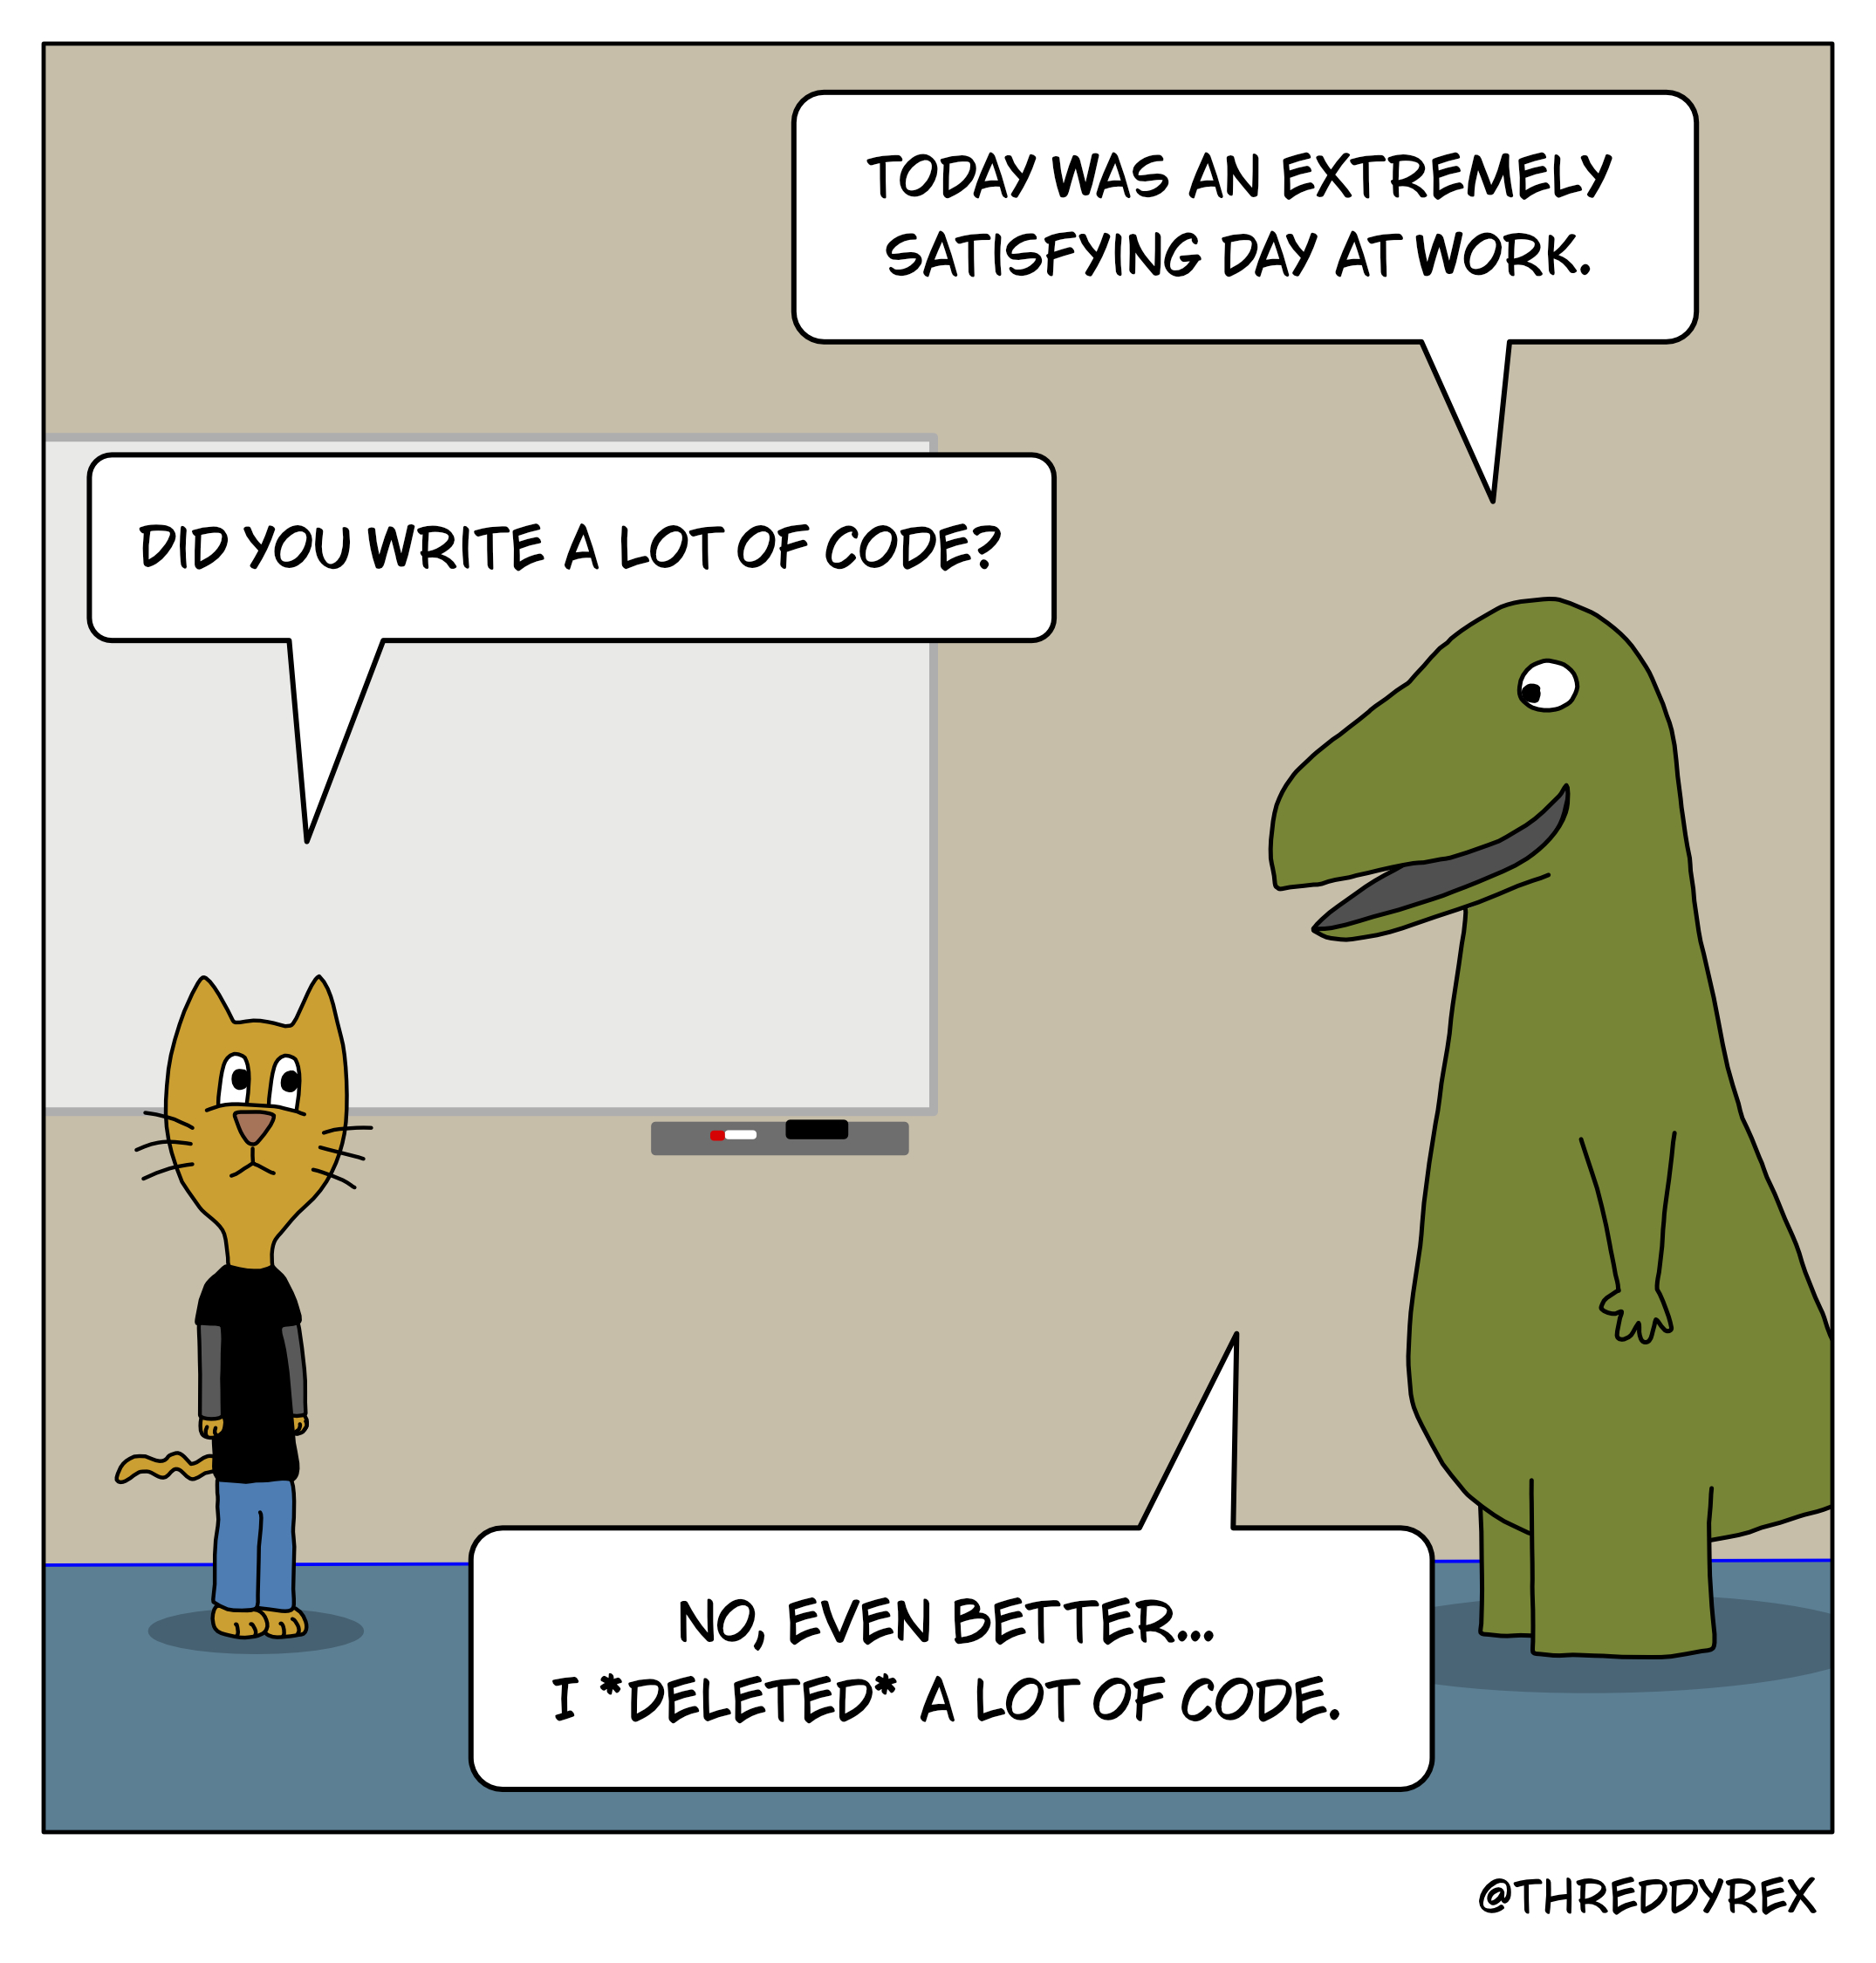 TODAY WAS AN EXTREMELY
SATISFYING DAY AT WORK.
DID YOU WRITE A LOT OF CODE?
NO, EVEN BETTER...
I *DELETED* A LOT OF CODE.
@THREDDYREX